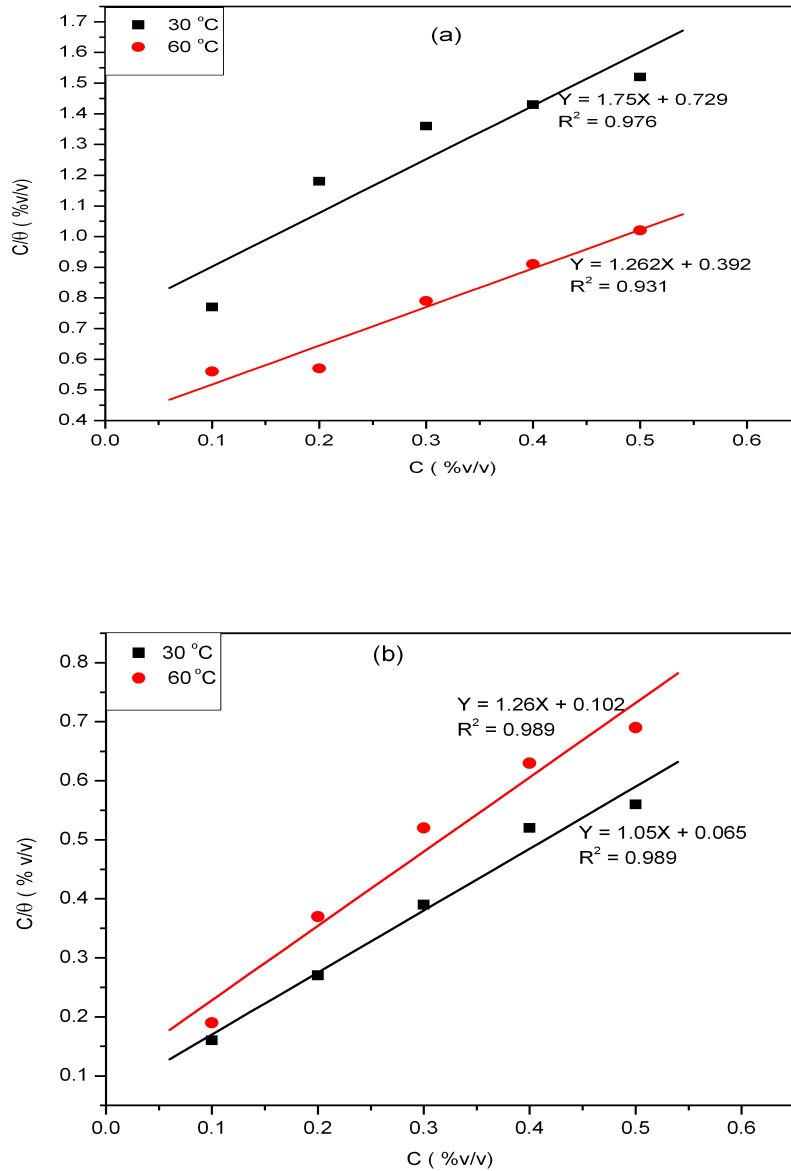 30 °C
60 °C
(a)
1.7
1.6
1.5
1.4
1.3
1.2
1.1
1.0
0.9
0.8
0.7
0.6
0.5
0.4
C/θ ( %v/v)
Y = 1.75X + 0.729
R² = 0.976
Y = 1.262X + 0.392
R² = 0.931
0.0 0.1 0.2 0.3 0.4 0.5 0.6
C ( %v/v)
30 °C
60 °C
(b)
0.8
0.7
0.6
0.5
0.4
0.3
0.2
0.1
C/θ ( % v/v)
Y = 1.26X + 0.102
R² = 0.989
Y = 1.05X + 0.065
R² = 0.989
0.0 0.1 0.2 0.3 0.4 0.5 0.6
C ( %v/v)